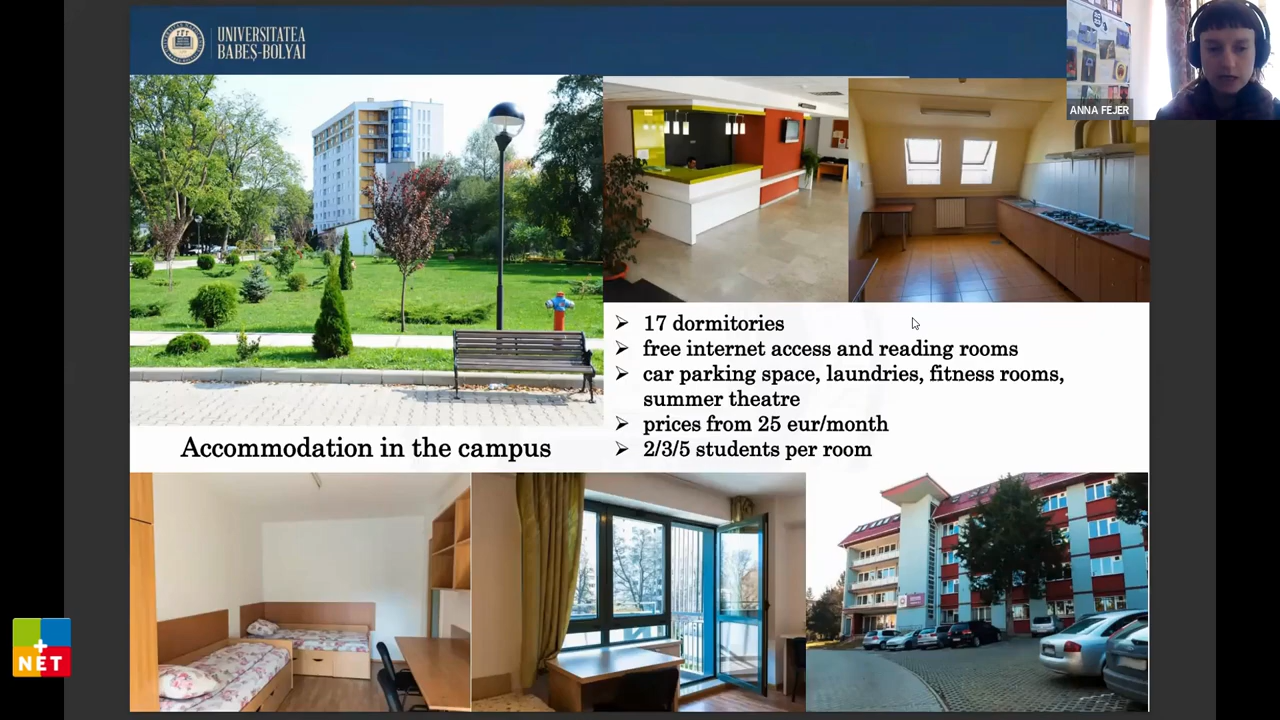 UNIVERSITATEA
BABEȘ-BOLYAI
ANNA FEJER
17 dormitories
free internet access and reading rooms
car parking space, laundries, fitness rooms,
summer theatre
prices from 25 eur/month
2/3/5 students per room
Accommodation in the campus
+
NET